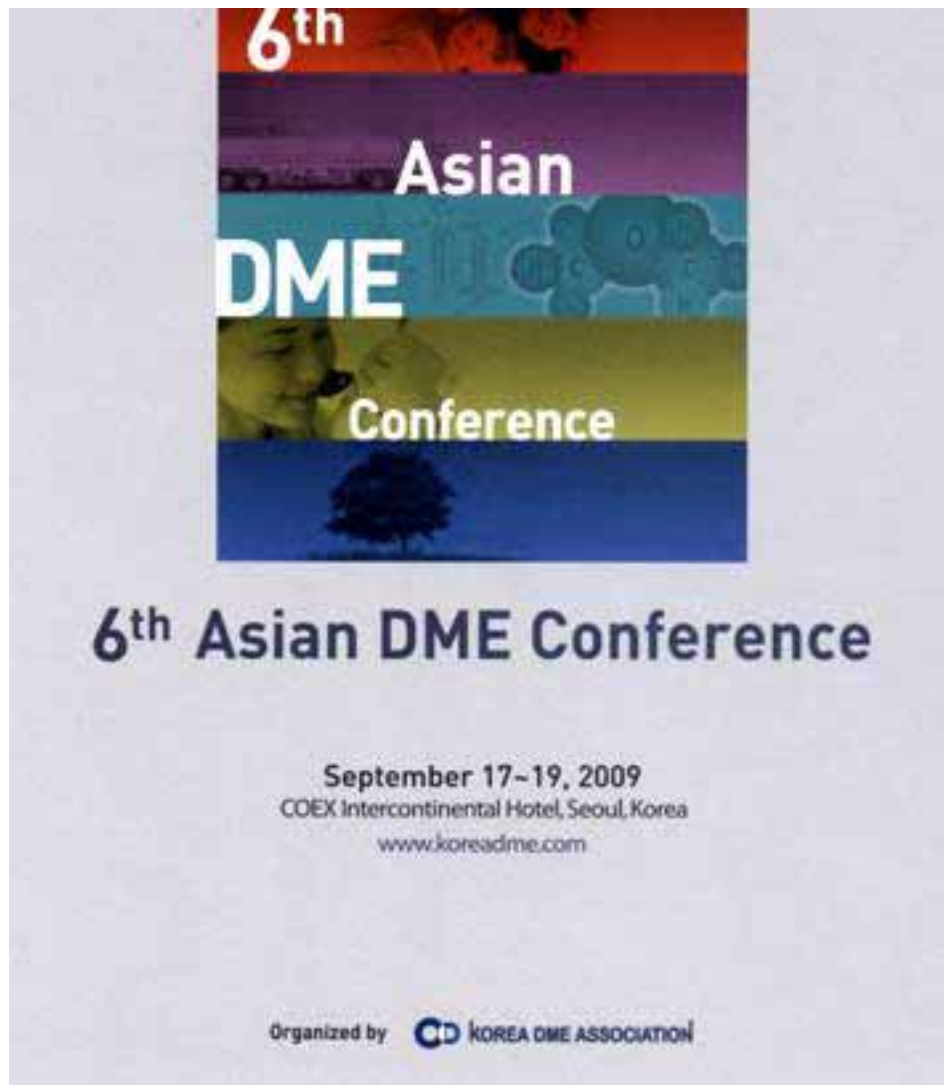 6th
Asian
DME
Conference
6th Asian DME Conference
September 17~19, 2009
COEX Intercontinental Hotel, Seoul, Korea
www.koreadme.com
Organized by KOREA DME ASSOCIATION